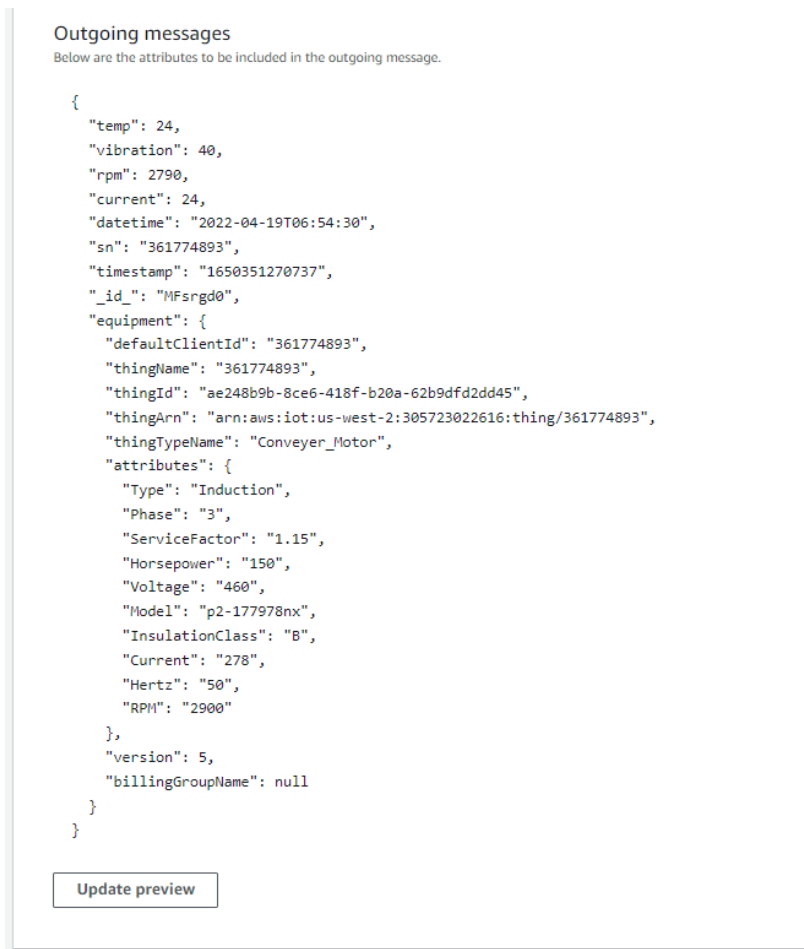 Outgoing messages
Below are the attributes to be included in the outgoing message.
{
"temp": 24,
"vibration": 40,
"rpm": 2790,
"current": 24,
"datetime": "2022-04-19T06:54:30",
"sn": "361774893",
"timestamp": "1650351270737",
"_id_": "MFsrgd0",
"equipment": {
"defaultClientId": "361774893",
"thingName": "361774893",
"thingId": "ae248b9b-8ce6-418f-b20a-62b9dfd2dd45",
"thingArn": "arn:aws:iot:us-west-2:305723022616:thing/361774893",
"thingTypeName": "Conveyer_Motor",
"attributes": {
"Type": "Induction",
"Phase": "3",
"ServiceFactor": "1.15",
"Horsepower": "150",
"Voltage": "460",
"Model": "p2-177978nx",
"InsulationClass": "B",
"Current": "278",
"Hertz": "50",
"RPM": "2900"
},
"version": 5,
"billingGroupName": null
}
}
Update preview